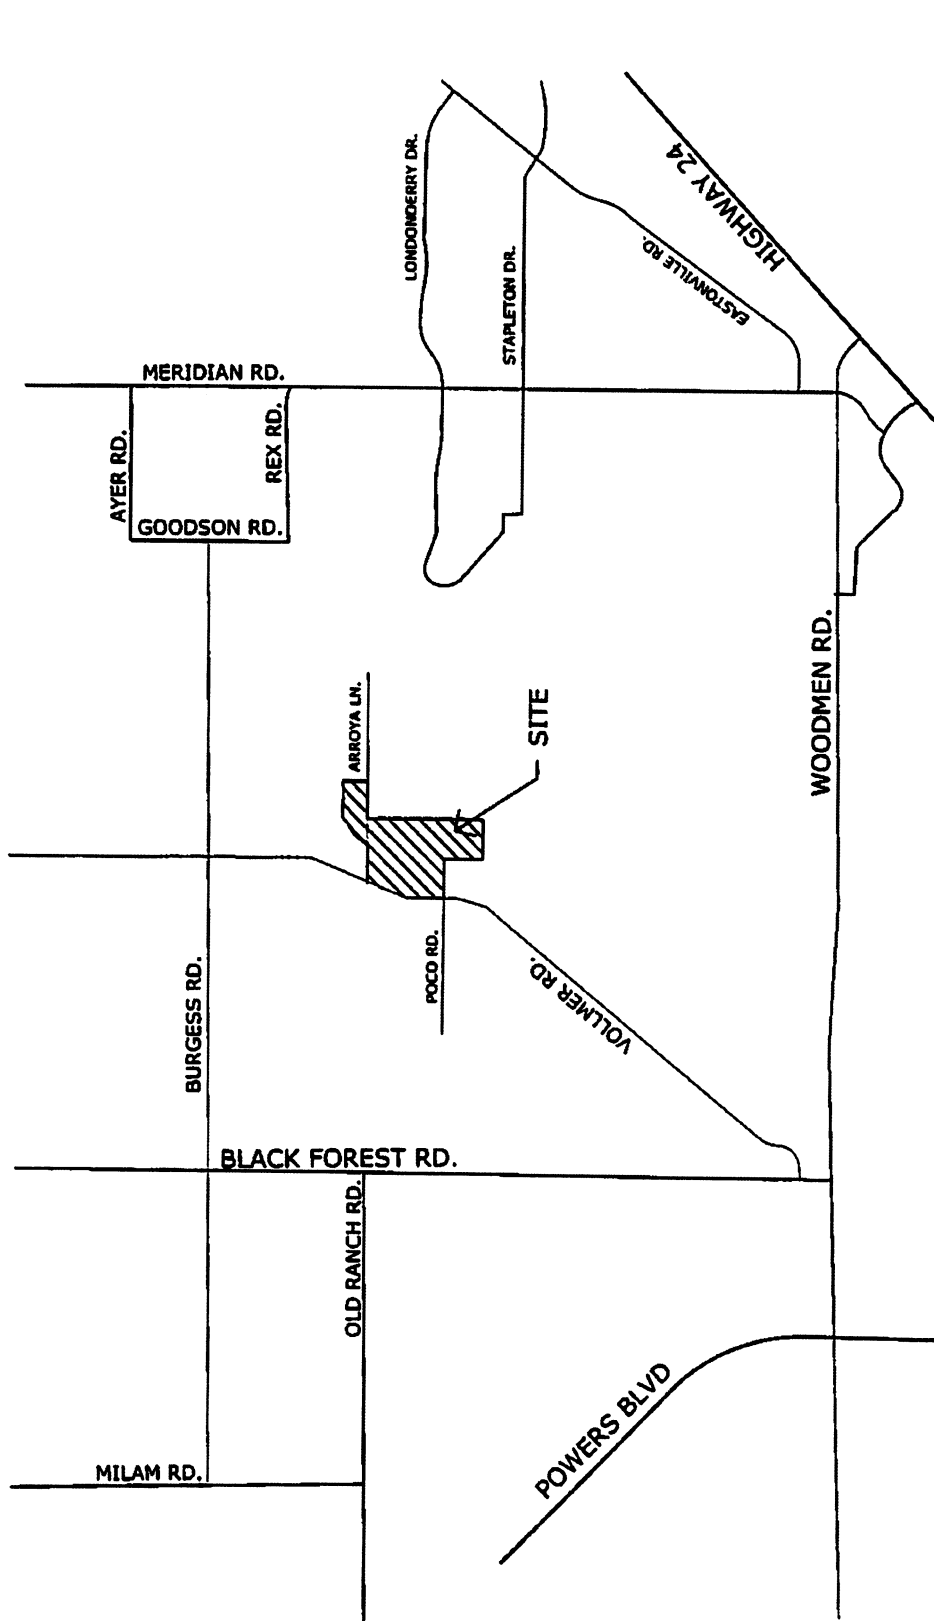 HIGHWAY 24
LONDONDERRY DR.
EASTONVILLE RD.
STAPLETON DR.
MERIDIAN RD.
AYER RD.
REX RD.
GOODSON RD.
WOODMEN RD.
ARROYA LN.
SITE
POCO RD.
BURGESS RD.
VOLLMER RD.
BLACK FOREST RD.
OLD RANCH RD.
POWERS BLVD
MILAM RD.